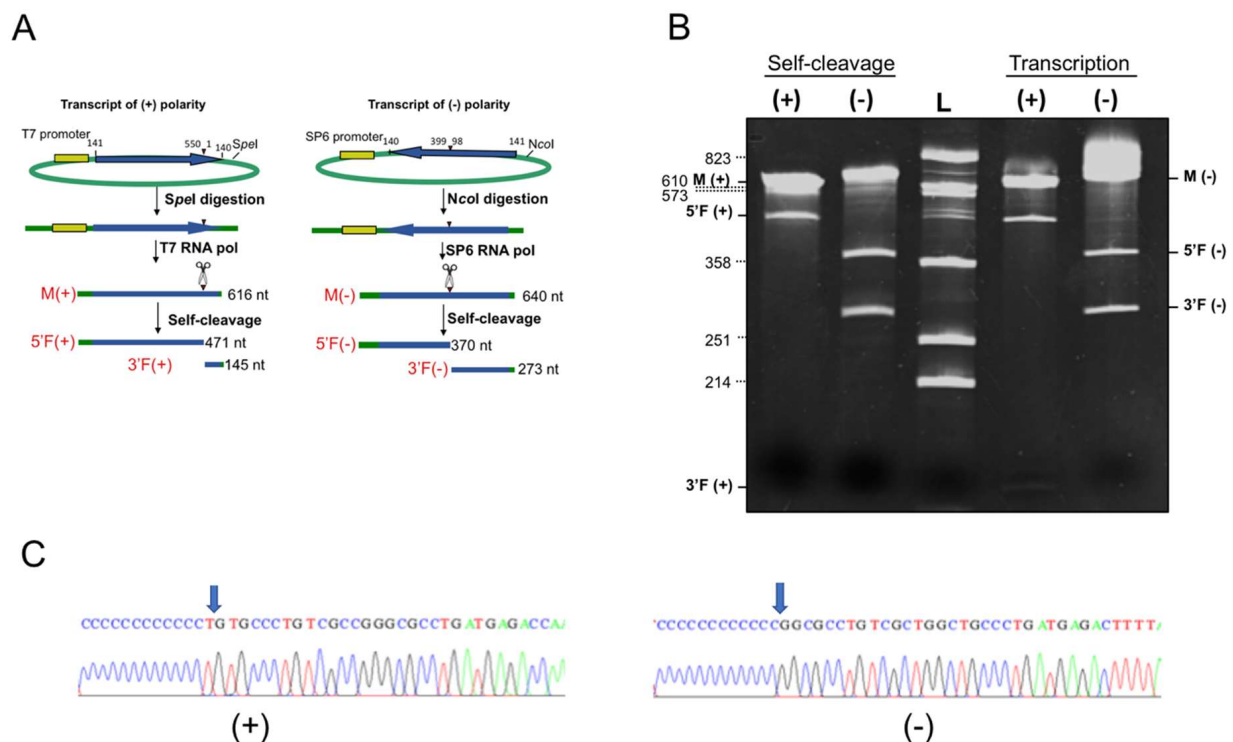 A
Transcript of (+) polarity
T7 promoter
141
550
1
140
SpeI
SpeI digestion
T7 RNA pol
M(+)
616 nt
Self-cleavage
5'F(+)
471 nt
3'F(+)
145 nt
Transcript of (-) polarity
SP6 promoter
140
399
98
141
NcoI
NcoI digestion
SP6 RNA pol
M(-)
640 nt
Self-cleavage
5'F(-)
370 nt
3'F(-)
273 nt
B
Self-cleavage
Transcription
(+) (-) L (+) (-)
823
610 M (+)
573
5'F (+)
358
251
214
3'F (+)
M (-)
5'F (-)
3'F (-)
C
CCCCCCCCCCCCCTGTGCCCTGTCGCCGGGCGCCTGATGAGACCA
(+)
CCCCCCCCCCCCCGGCGCCTGTCGCTGGCTGCCCTGATGAGACTTTT
(-)